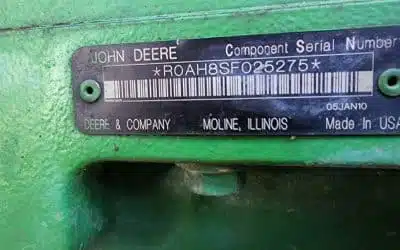 JOHN DEERE Component Serial Number
*R0AH8SF025275*
05JAN10
DEERE & COMPANY MOLINE, ILLINOIS Made In USA